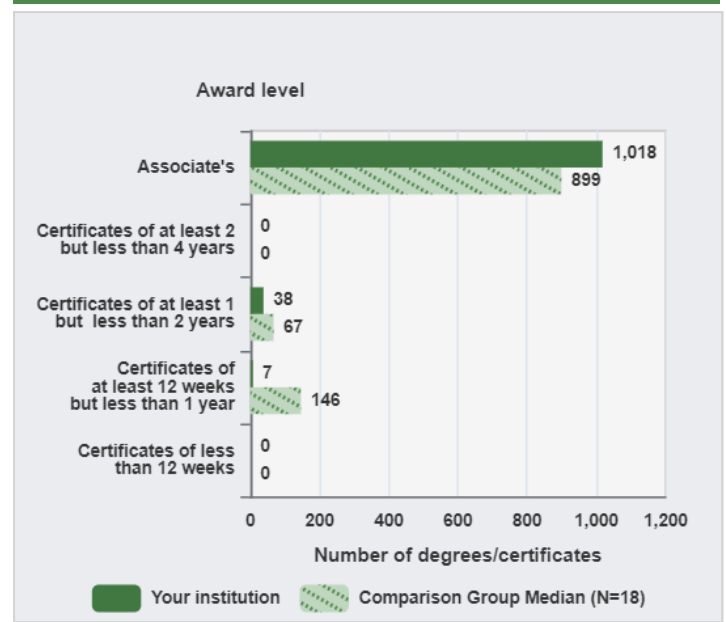 Award level
Associate's
1,018
899
Certificates of at least 2
but less than 4 years
0
0
Certificates of at least 1
but less than 2 years
38
67
Certificates of
at least 12 weeks
but less than 1 year
7
146
Certificates of less
than 12 weeks
0
0
0 200 400 600 800 1,000 1,200
Number of degrees/certificates
Your institution Comparison Group Median (N=18)